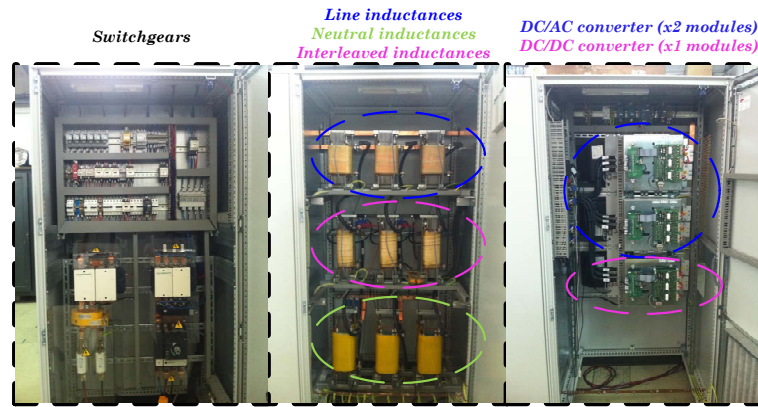 Switchgears
Line inductances
Neutral inductances
Interleaved inductances
DC/AC converter (x2 modules)
DC/DC converter (x1 modules)